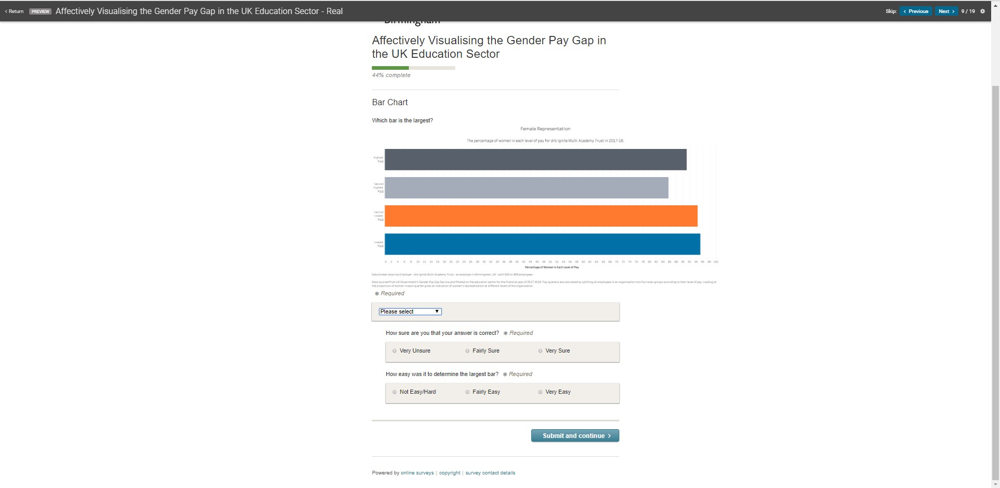 Return
PREVIEW
Affectively Visualising the Gender Pay Gap in the UK Education Sector - Real
Skip:
Previous
Next
9 / 19
Birmingham
Affectively Visualising the Gender Pay Gap in
the UK Education Sector
44% complete
Bar Chart
Which bar is the largest?
Female Representation
The percentage of women in each level of pay for drb Ignite Multi Academy Trust in 2017-18.
Highest
Paid
Second
Highest
Paid
Second
Lowest
Paid
Lowest
Paid
0 2 4 6 8 10 12 14 16 18 20 22 24 26 28 30 32 34 36 38 40 42 44 46 48 50 52 54 56 58 60 62 64 66 68 70 72 74 76 78 80 82 84 86 88 90 92 94 96 98 100
Percentage of Women in Each Level of Pay
Data broken down by Employer - drb Ignite Multi Academy Trust - an employer in Birmingham, UK - with 500 to 999 employees.
Data sourced from UK Government's Gender Pay Gap Service and filtered on the education sector for the financial year of 2017-2018. Pay quarters are calculated by splitting all employees in an organisation into four even groups according to their level of pay. Looking at
the proportion of women in each quarter gives an indication of women's representation at different levels of the organisation.
Required
Please select
How sure are you that your answer is correct? Required
Very Unsure
Fairly Sure
Very Sure
How easy was it to determine the largest bar? Required
Not Easy/Hard
Fairly Easy
Very Easy
Submit and continue
Powered by online surveys | copyright | survey contact details